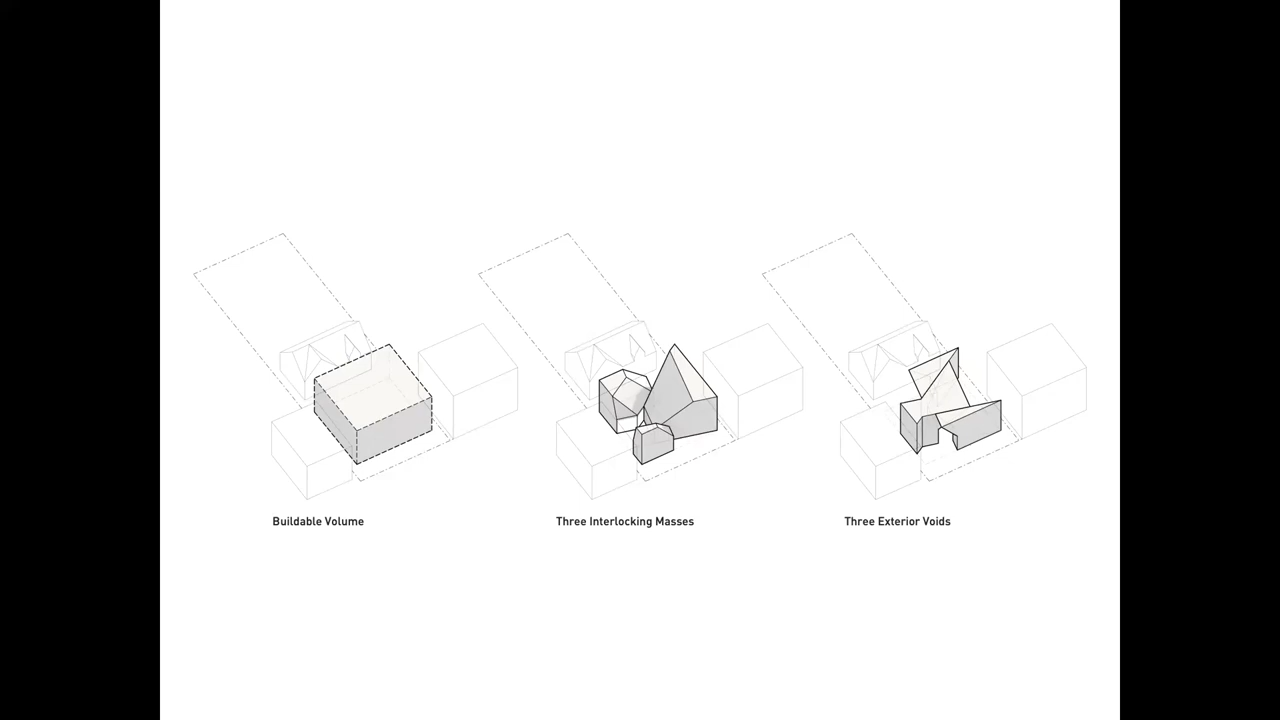 Buildable Volume
Three Interlocking Masses
Three Exterior Voids